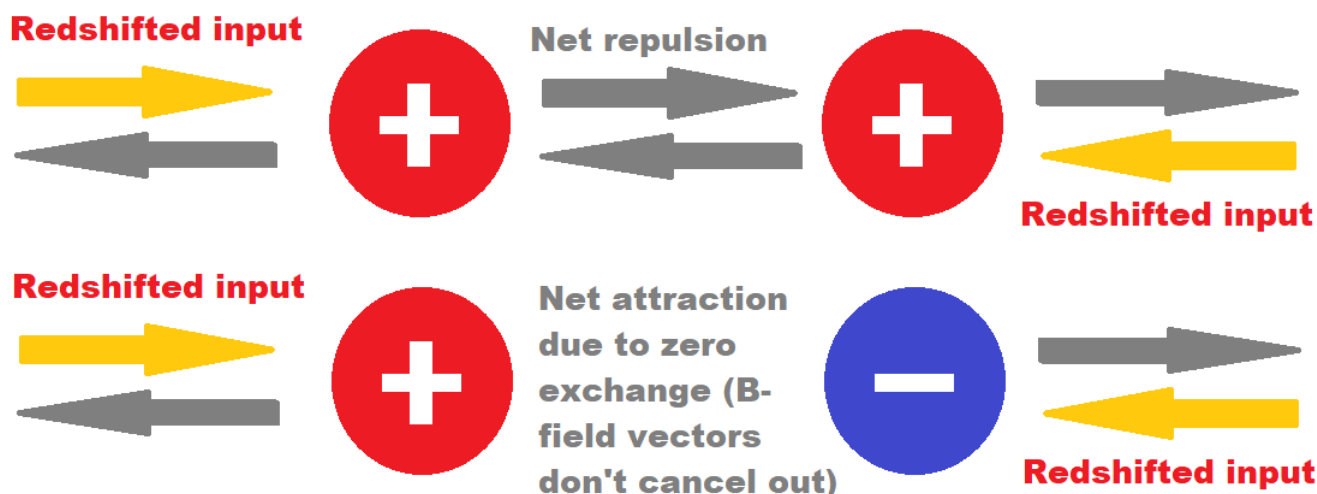 Redshifted input
Net repulsion
+
+
Redshifted input
Redshifted input
Net attraction
due to zero
exchange (B-
field vectors
don't cancel out)
+
−
Redshifted input